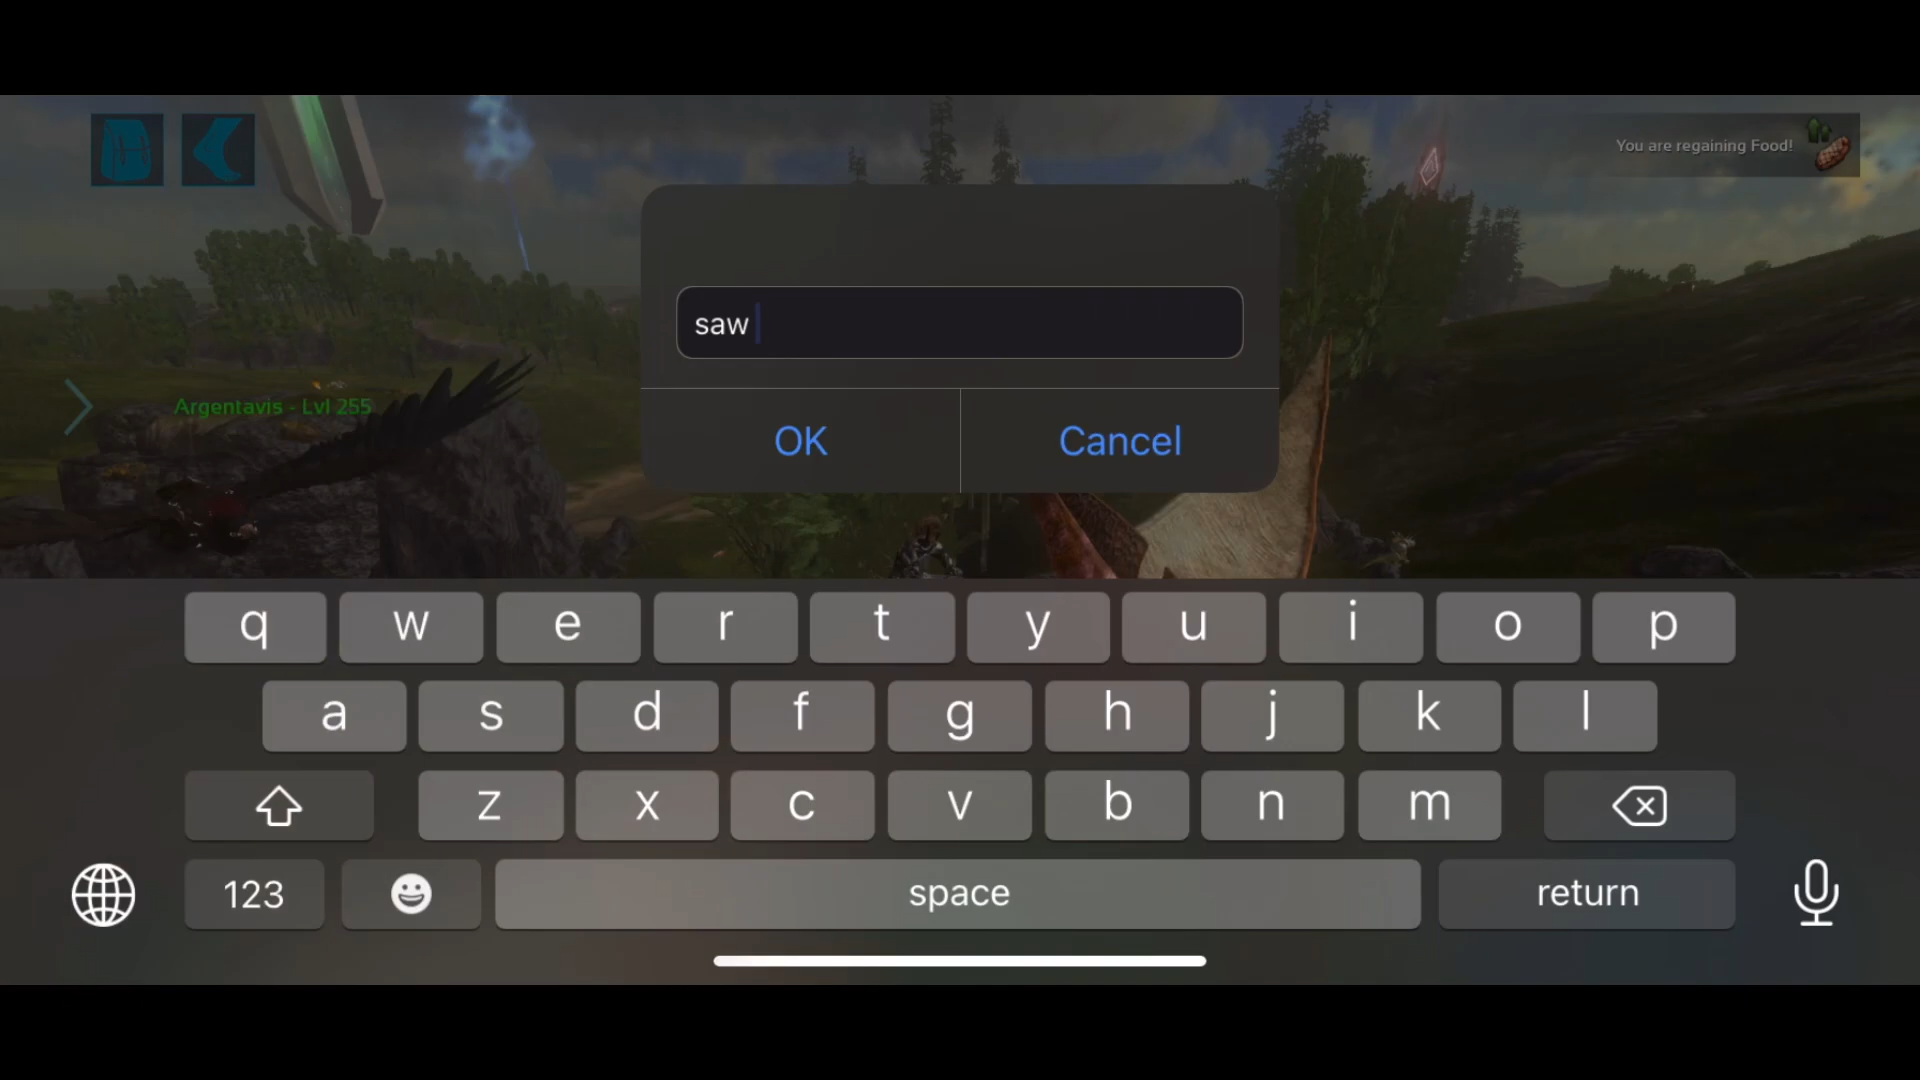 You are regaining Food!
saw
Argentavis - Lvl 255
OK Cancel
q w e r t y u i o p
a s d f g h j k l
z x c v b n m
123 space return